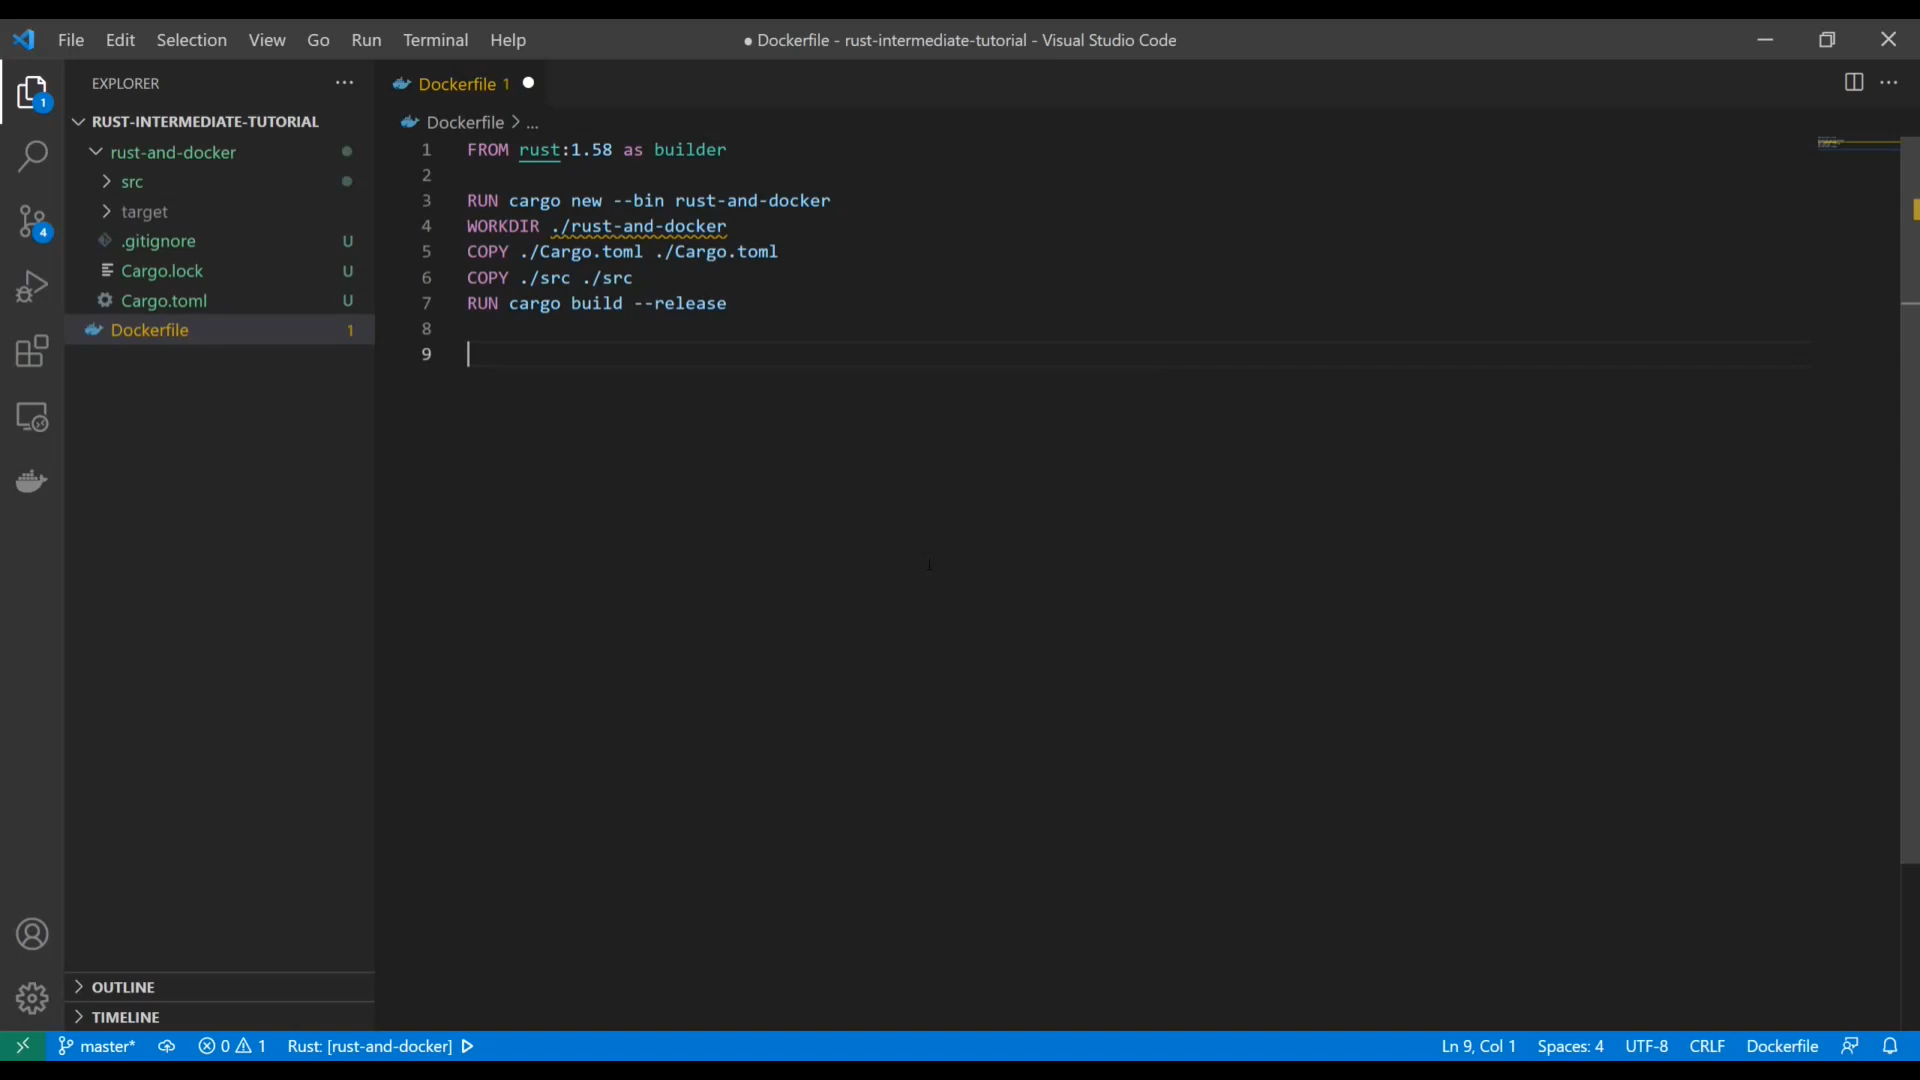 File Edit Selection View Go Run Terminal Help
● Dockerfile - rust-intermediate-tutorial - Visual Studio Code
1
4
EXPLORER ...
RUST-INTERMEDIATE-TUTORIAL
rust-and-docker
src
target
.gitignore U
Cargo.lock U
Cargo.toml U
Dockerfile 1
OUTLINE
TIMELINE
Dockerfile 1
Dockerfile > ...
1 FROM rust:1.58 as builder
2
3 RUN cargo new --bin rust-and-docker
4 WORKDIR ./rust-and-docker
5 COPY ./Cargo.toml ./Cargo.toml
6 COPY ./src ./src
7 RUN cargo build --release
8
9
master* 0 1 Rust: [rust-and-docker]
Ln 9, Col 1 Spaces: 4 UTF-8 CRLF Dockerfile